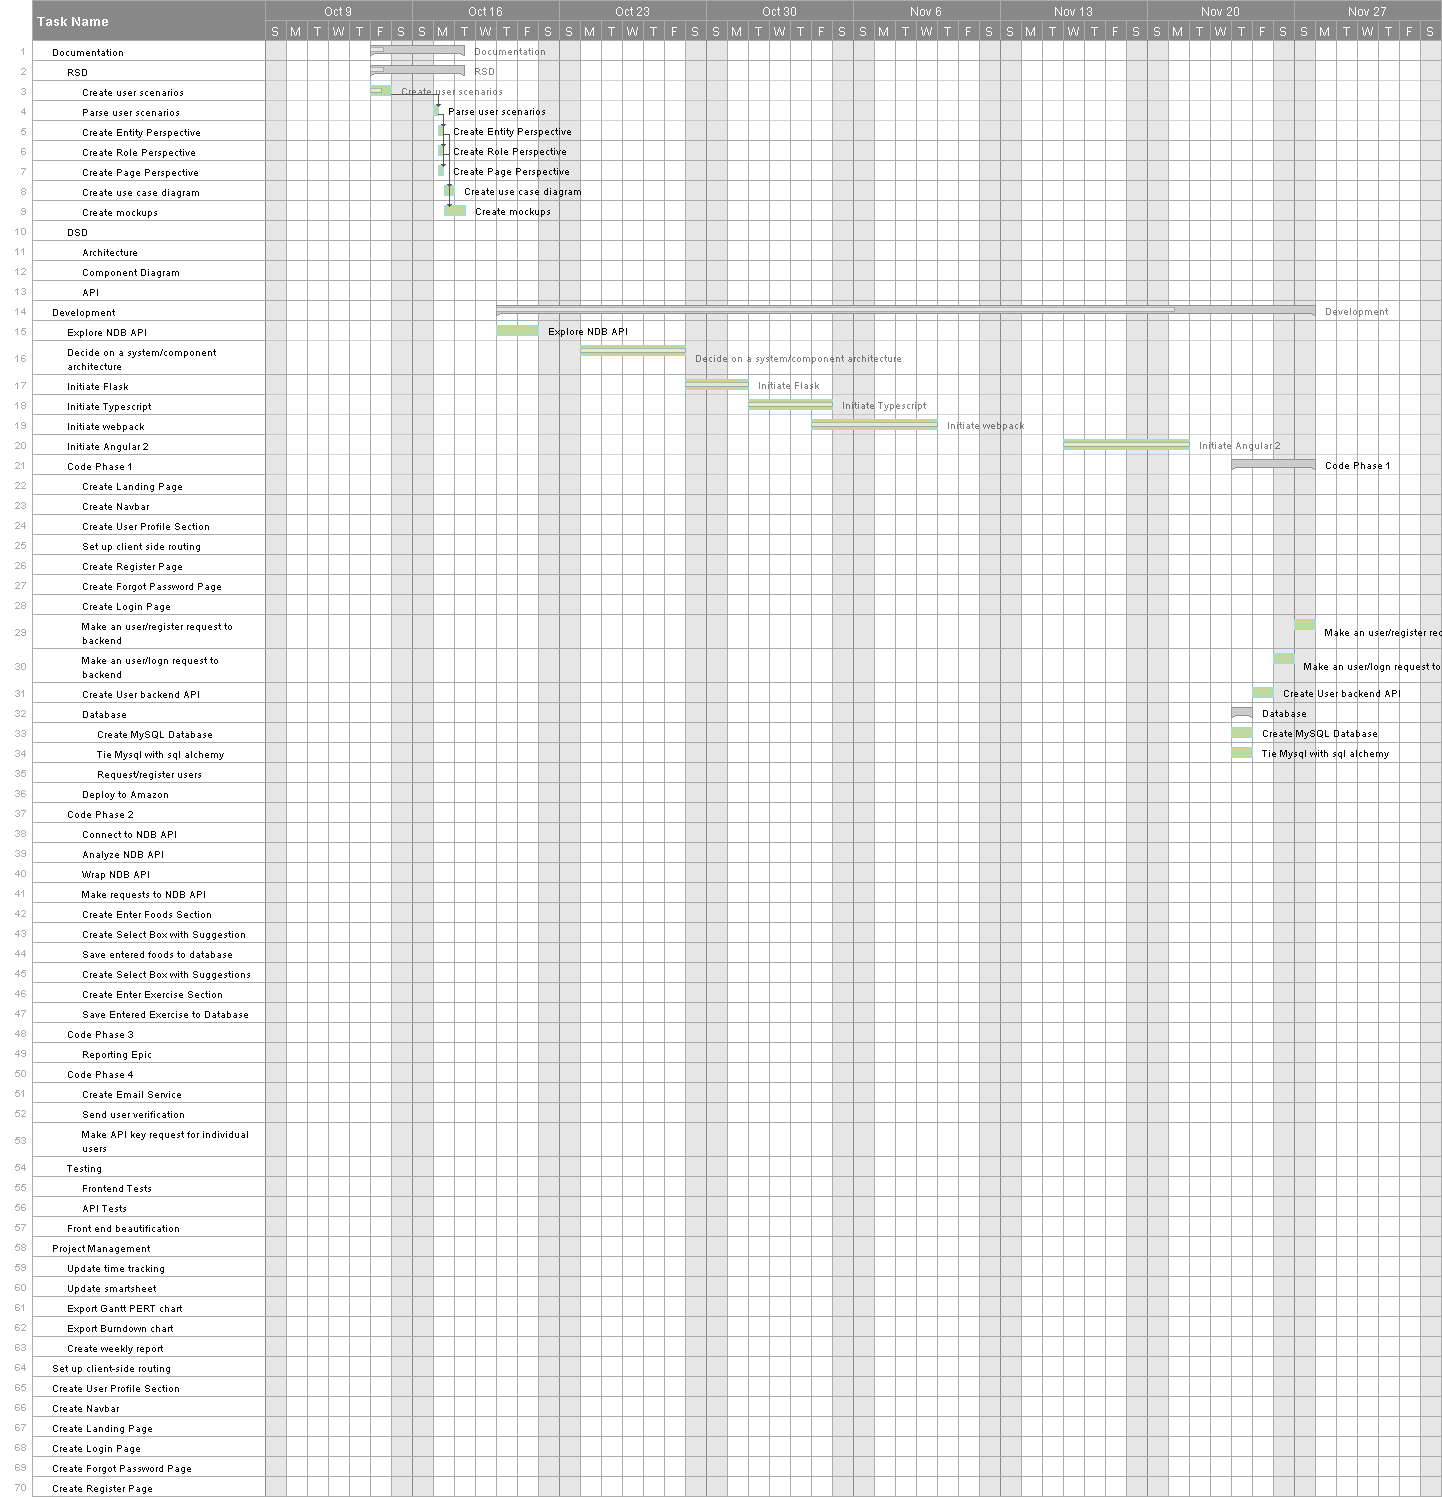 Task Name
Oct 9 Oct 16 Oct 23 Oct 30 Nov 6 Nov 13 Nov 20 Nov 27
S M T W T F S S M T W T F S S M T W T F S S M T W T F S S M T W T F S S M T W T F S S M T W T F S S M T W T F S
1 Documentation Documentation
2 RSD RSD
3 Create user scenarios Create user scenarios
4 Parse user scenarios Parse user scenarios
5 Create Entity Perspective Create Entity Perspective
6 Create Role Perspective Create Role Perspective
7 Create Page Perspective Create Page Perspective
8 Create use case diagram Create use case diagram
9 Create mockups Create mockups
10 DSD
11 Architecture
12 Component Diagram
13 API
14 Development Development
15 Explore NDB API Explore NDB API
16 Decide on a system/component
architecture
Decide on a system/component architecture
17 Initiate Flask Initiate Flask
18 Initiate Typescript Initiate Typescript
19 Initiate webpack Initiate webpack
20 Initiate Angular 2 Initiate Angular 2
21 Code Phase 1 Code Phase 1
22 Create Landing Page
23 Create Navbar
24 Create User Profile Section
25 Set up client side routing
26 Create Register Page
27 Create Forgot Password Page
28 Create Login Page
29 Make an user/register request to
backend
Make an user/register rec
30 Make an user/logn request to
backend
Make an user/logn request to
31 Create User backend API Create User backend API
32 Database Database
33 Create MySQL Database Create MySQL Database
34 Tie Mysql with sql alchemy Tie Mysql with sql alchemy
35 Request/register users
36 Deploy to Amazon
37 Code Phase 2
38 Connect to NDB API
39 Analyze NDB API
40 Wrap NDB API
41 Make requests to NDB API
42 Create Enter Foods Section
43 Create Select Box with Suggestion
44 Save entered foods to database
45 Create Select Box with Suggestions
46 Create Enter Exercise Section
47 Save Entered Exercise to Database
48 Code Phase 3
49 Reporting Epic
50 Code Phase 4
51 Create Email Service
52 Send user verification
53 Make API key request for individual
users
54 Testing
55 Frontend Tests
56 API Tests
57 Front end beautification
58 Project Management
59 Update time tracking
60 Update smartsheet
61 Export Gantt PERT chart
62 Export Burndown chart
63 Create weekly report
64 Set up client-side routing
65 Create User Profile Section
66 Create Navbar
67 Create Landing Page
68 Create Login Page
69 Create Forgot Password Page
70 Create Register Page